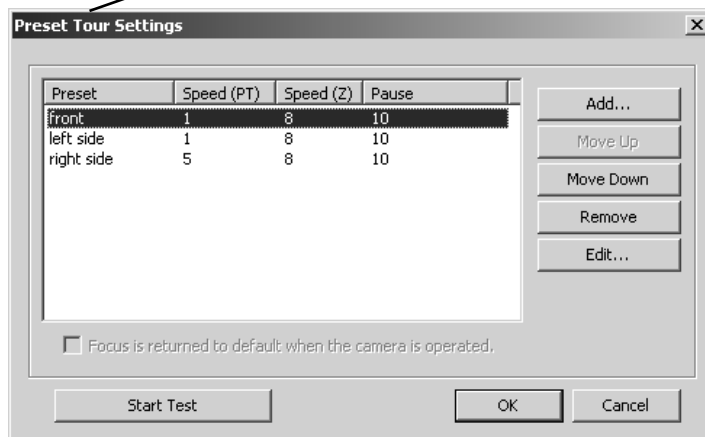 Preset Tour Settings
Preset Speed (PT) Speed (Z) Pause
front 1 8 10
left side 1 8 10
right side 5 8 10
Add...
Move Up
Move Down
Remove
Edit...
Focus is returned to default when the camera is operated.
Start Test OK Cancel